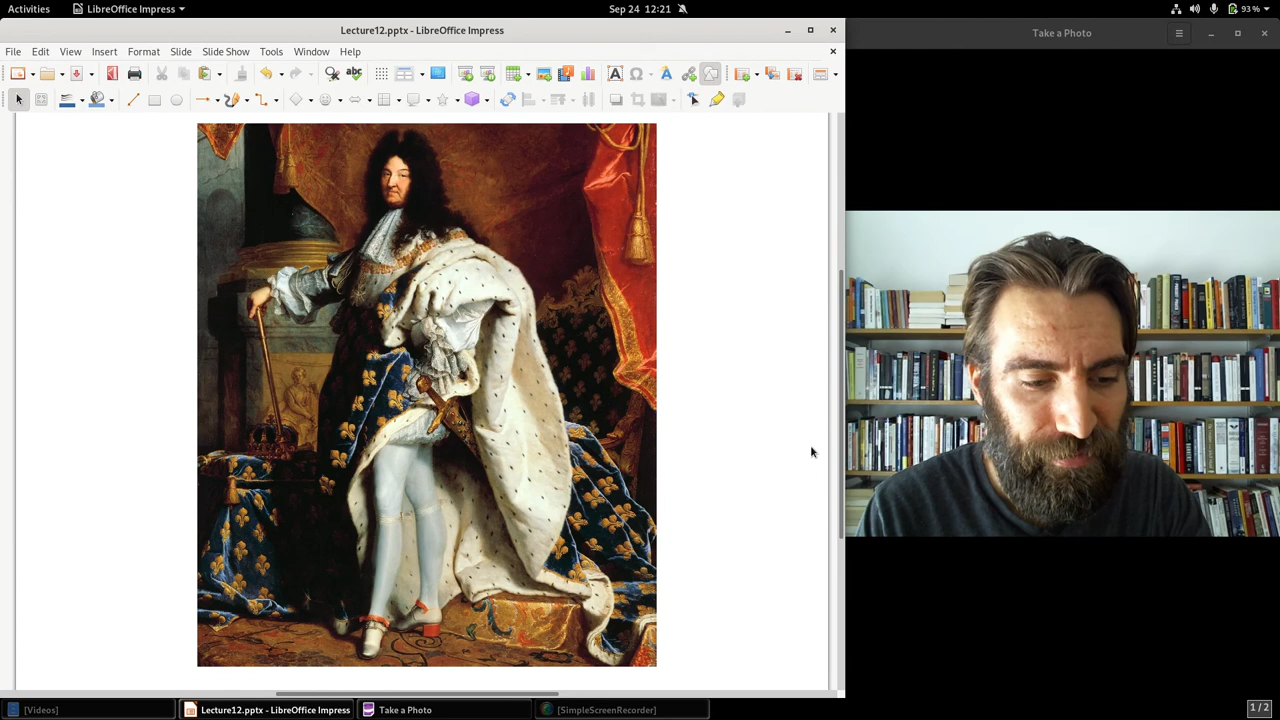 Activities LibreOffice Impress Sep 24 12:21 93%
Lecture12.pptx - LibreOffice Impress
Take a Photo
File Edit View Insert Format Slide Slide Show Tools Window Help
abc
[Videos] Lecture12.pptx - LibreOffice Impress Take a Photo [SimpleScreenRecorder] 1/2